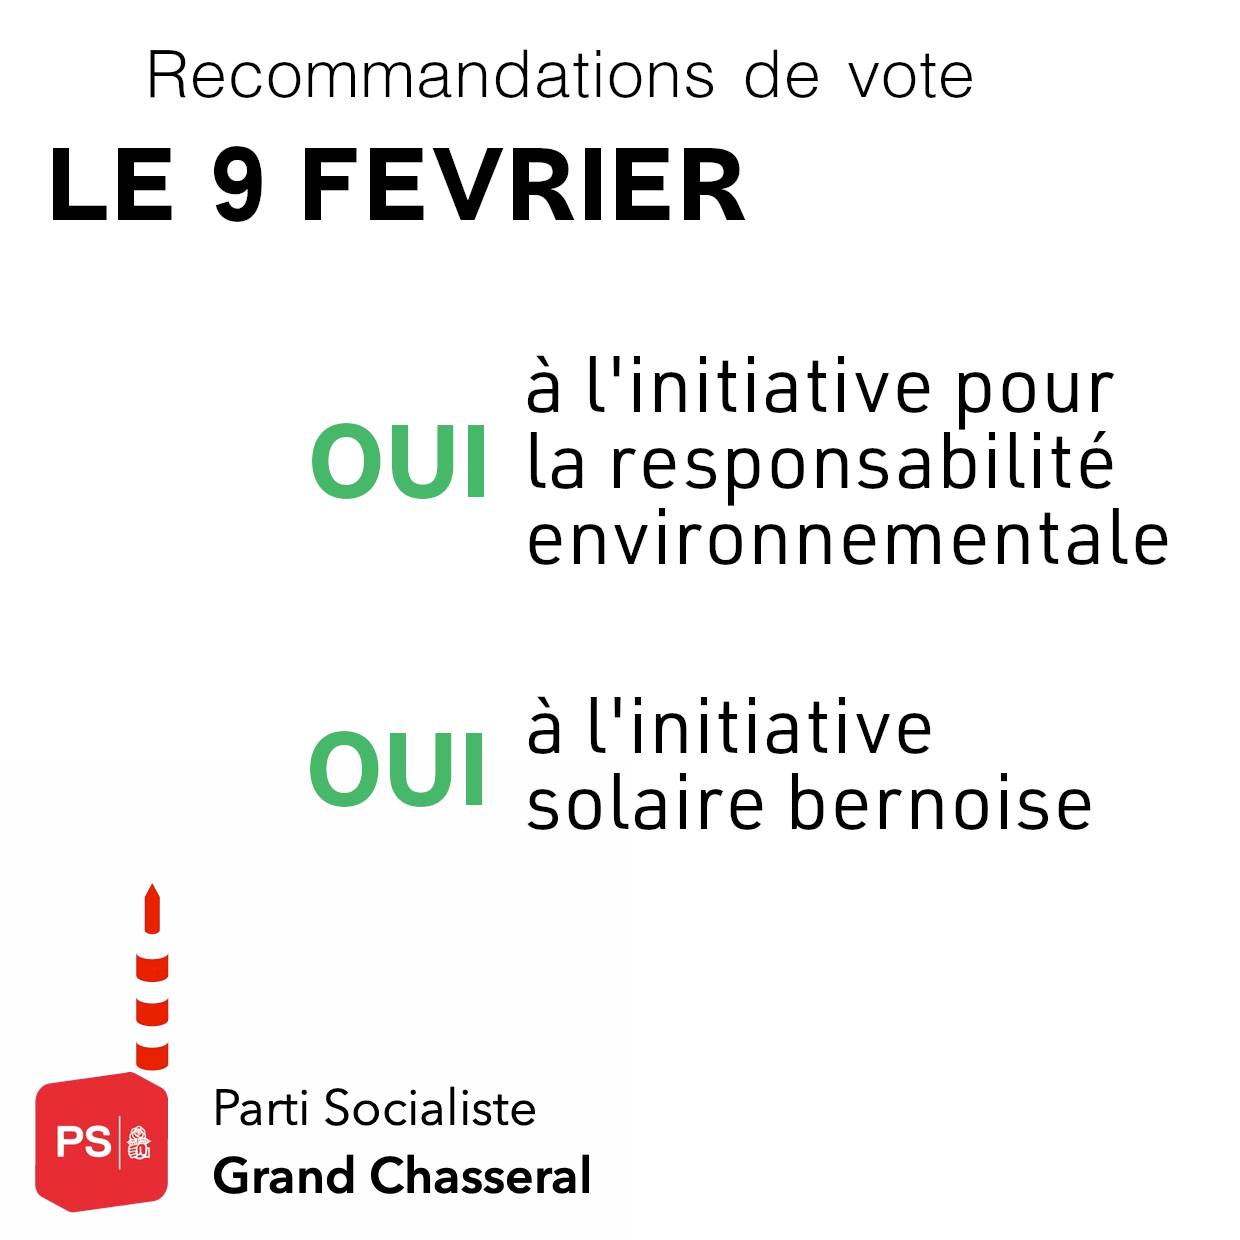 Recommandations de vote
LE 9 FEVRIER
OUI
à l'initiative pour
la responsabilité
environnementale
OUI
à l'initiative
solaire bernoise
PS
Parti Socialiste
Grand Chasseral